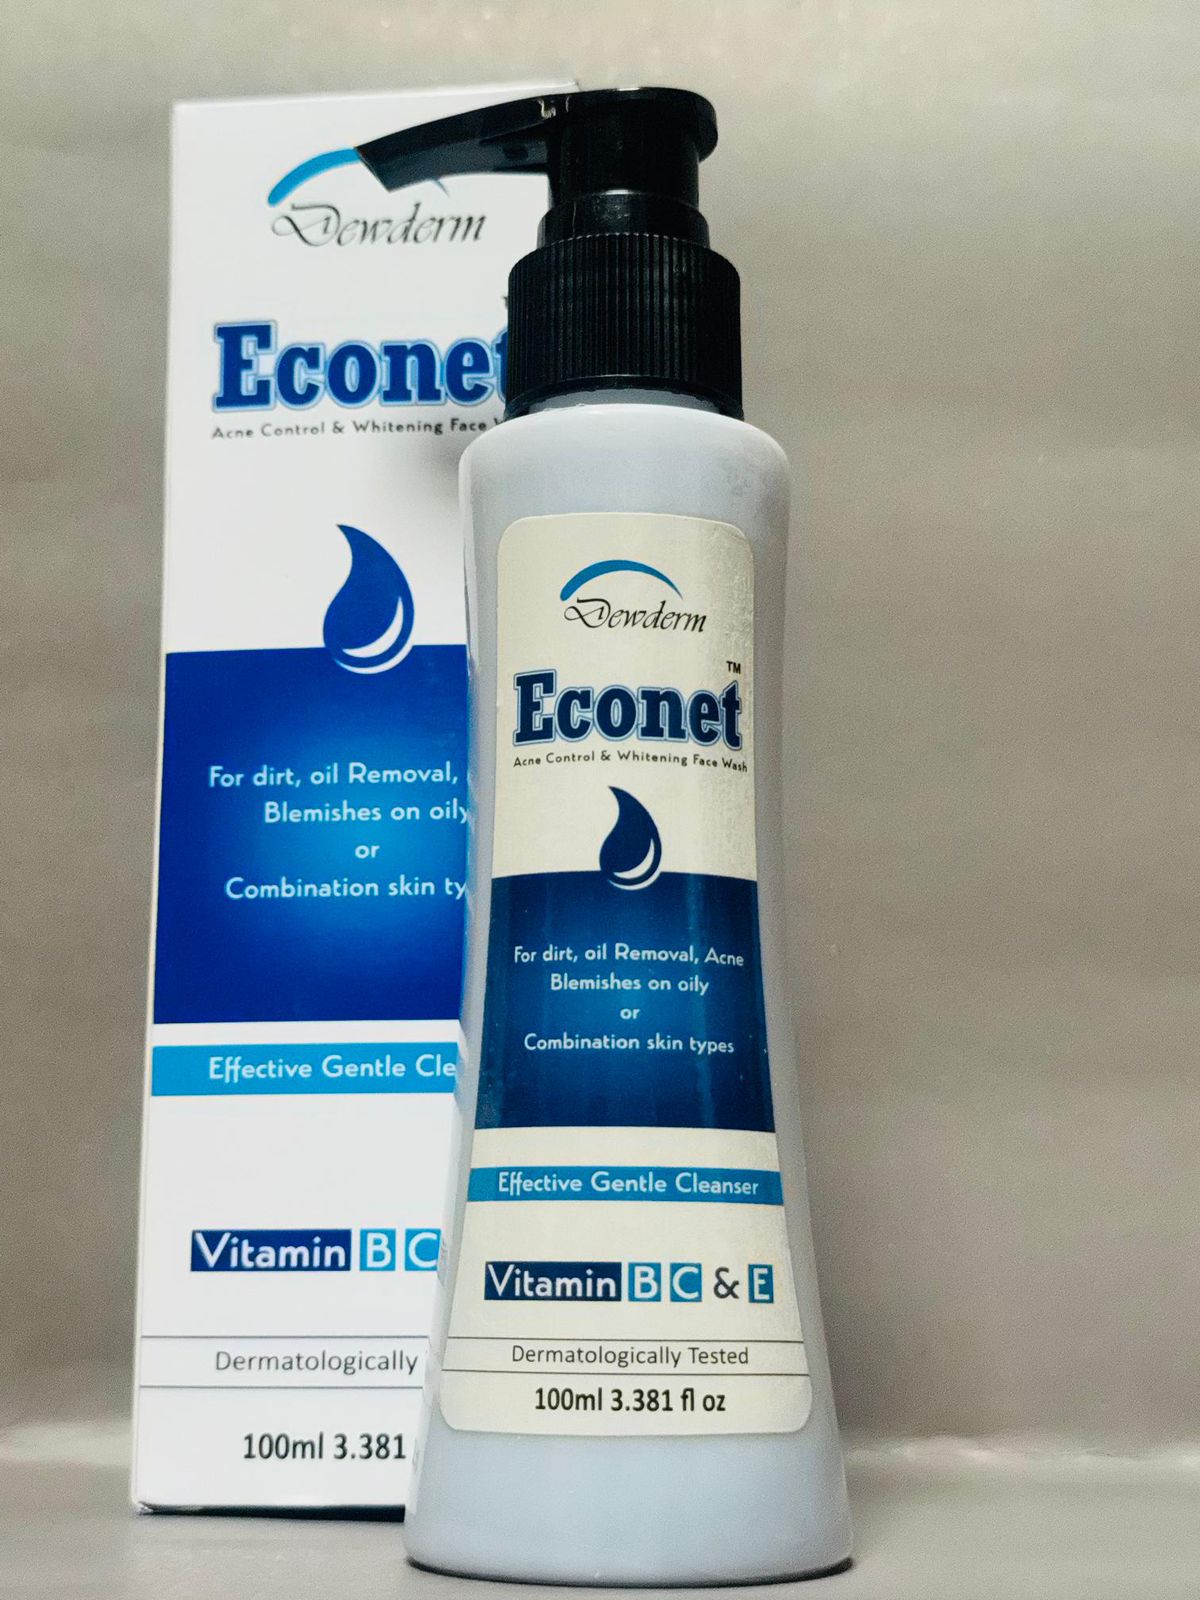 Dewderm
Econet
Acne Control & Whitening Face
For dirt, oil Removal,
Blemishes on oily
or
Combination skin ty
Effective Gentle Cle
Vitamin B C
Dermatologically
100ml 3.381
Dewderm
TM
Econet
Acne Control & Whitening Face Wash
For dirt, oil Removal, Acne
Blemishes on oily
or
Combination skin types
Effective Gentle Cleanser
Vitamin B C & E
Dermatologically Tested
100ml 3.381 fl oz